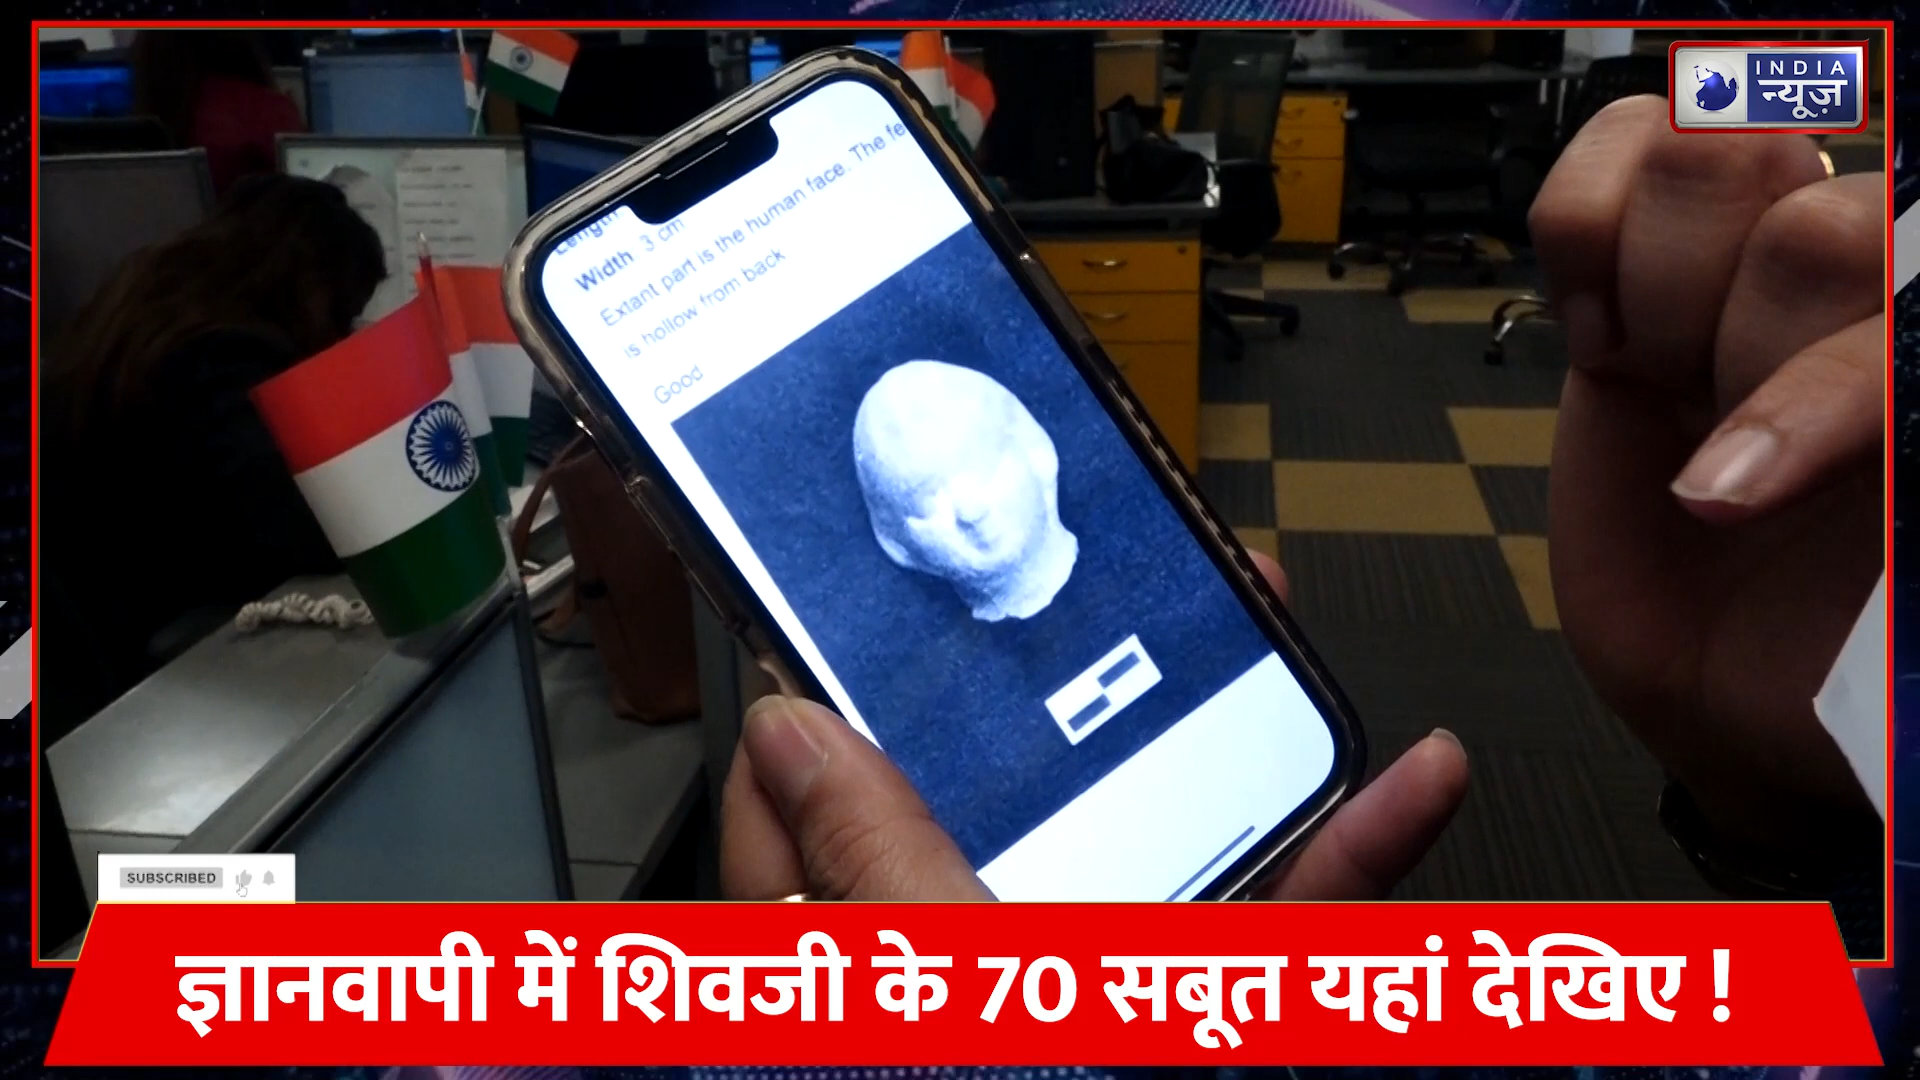 INDIA
न्यूज़
Length
Width 3 cm
Extant part is the human face. The fe
is hollow from back
Good
SUBSCRIBED
ज्ञानवापी में शिवजी के 70 सबूत यहां देखिए !